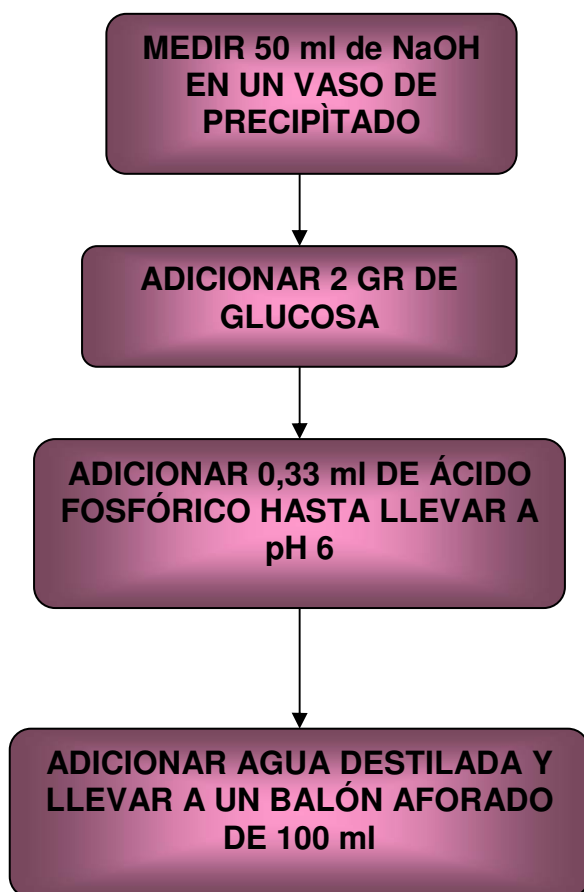 MEDIR 50 ml de NaOH
EN UN VASO DE
PRECIPÌTADO
ADICIONAR 2 GR DE
GLUCOSA
ADICIONAR 0,33 ml DE ÁCIDO
FOSFÓRICO HASTA LLEVAR A
pH 6
ADICIONAR AGUA DESTILADA Y
LLEVAR A UN BALÓN AFORADO
DE 100 ml